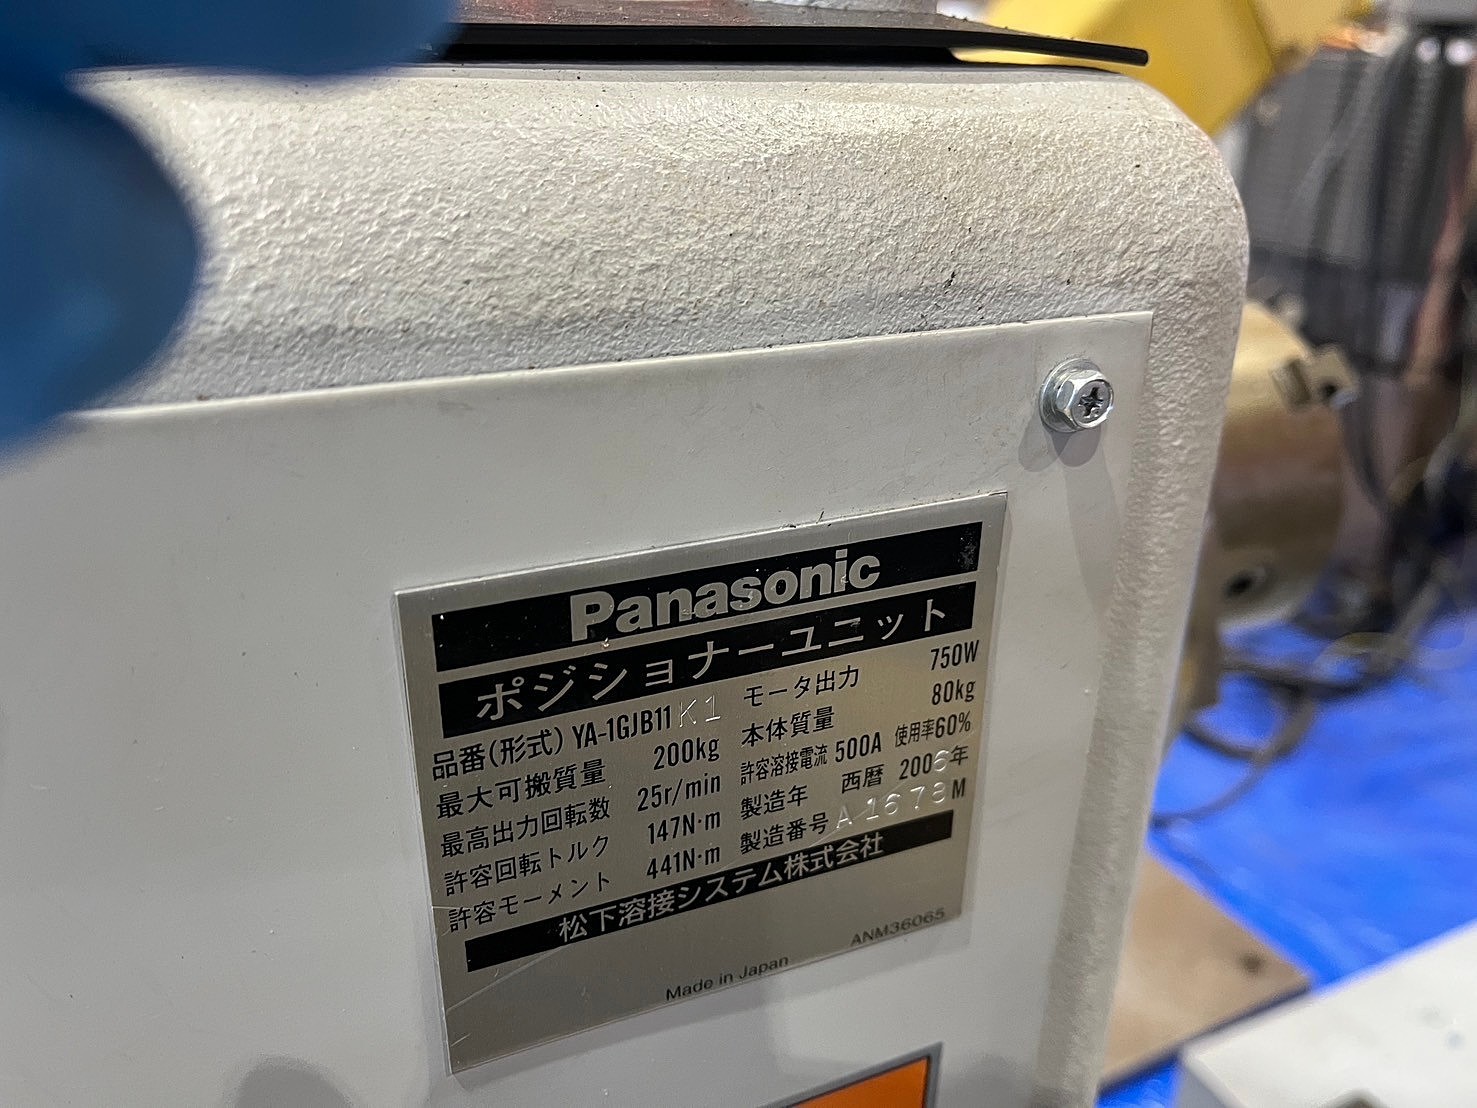 Panasonic
ポジショナーユニット
品番(形式) YA-1GJB11 K1
最大可搬質量 200kg
最高出力回転数 25r/min
許容回転トルク 147N·m
許容モーメント 441N·m
モータ出力 750W
本体質量 80kg
許容溶接電流 500A 使用率60%
製造年 西暦 2006年
製造番号 A1678M
松下溶接システム株式会社
ANM36065
Made in Japan